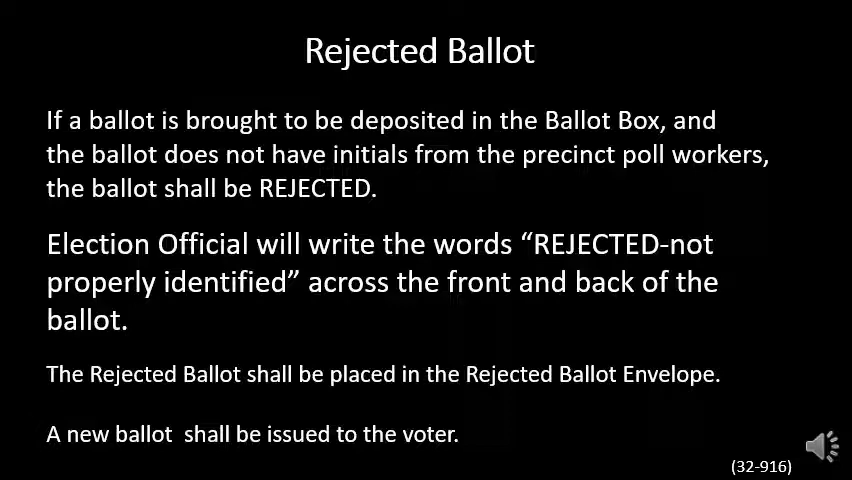 Rejected Ballot
If a ballot is brought to be deposited in the Ballot Box, and
the ballot does not have initials from the precinct poll workers,
the ballot shall be REJECTED.
Election Official will write the words “REJECTED-not
properly identified” across the front and back of the
ballot.
The Rejected Ballot shall be placed in the Rejected Ballot Envelope.
A new ballot  shall be issued to the voter.
(32-916)